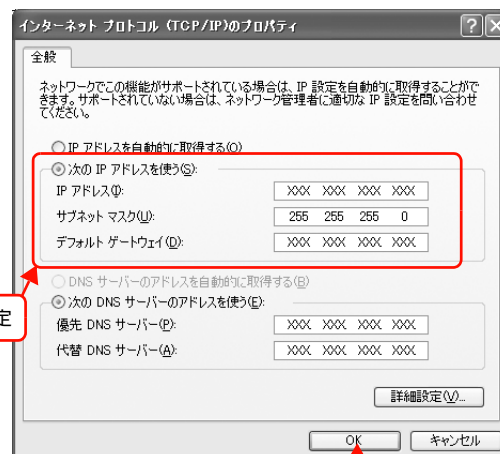 インターネット プロトコル (TCP/IP)のプロパティ
全般
ネットワークでこの機能がサポートされている場合は、IP 設定を自動的に取得することがで
きます。サポートされていない場合は、ネットワーク管理者に適切な IP 設定を問い合わせ
てください。
IP アドレスを自動的に取得する(O)
次の IP アドレスを使う(S):
IP アドレス(I): XXX XXX XXX XXX
サブネット マスク(U): 255 255 255 0
デフォルト ゲートウェイ(D): XXX XXX XXX XXX
DNS サーバーのアドレスを自動的に取得する(B)
定
次の DNS サーバーのアドレスを使う(E):
優先 DNS サーバー(P): XXX XXX XXX XXX
代替 DNS サーバー(A): XXX XXX XXX XXX
詳細設定(V)...
OK キャンセル